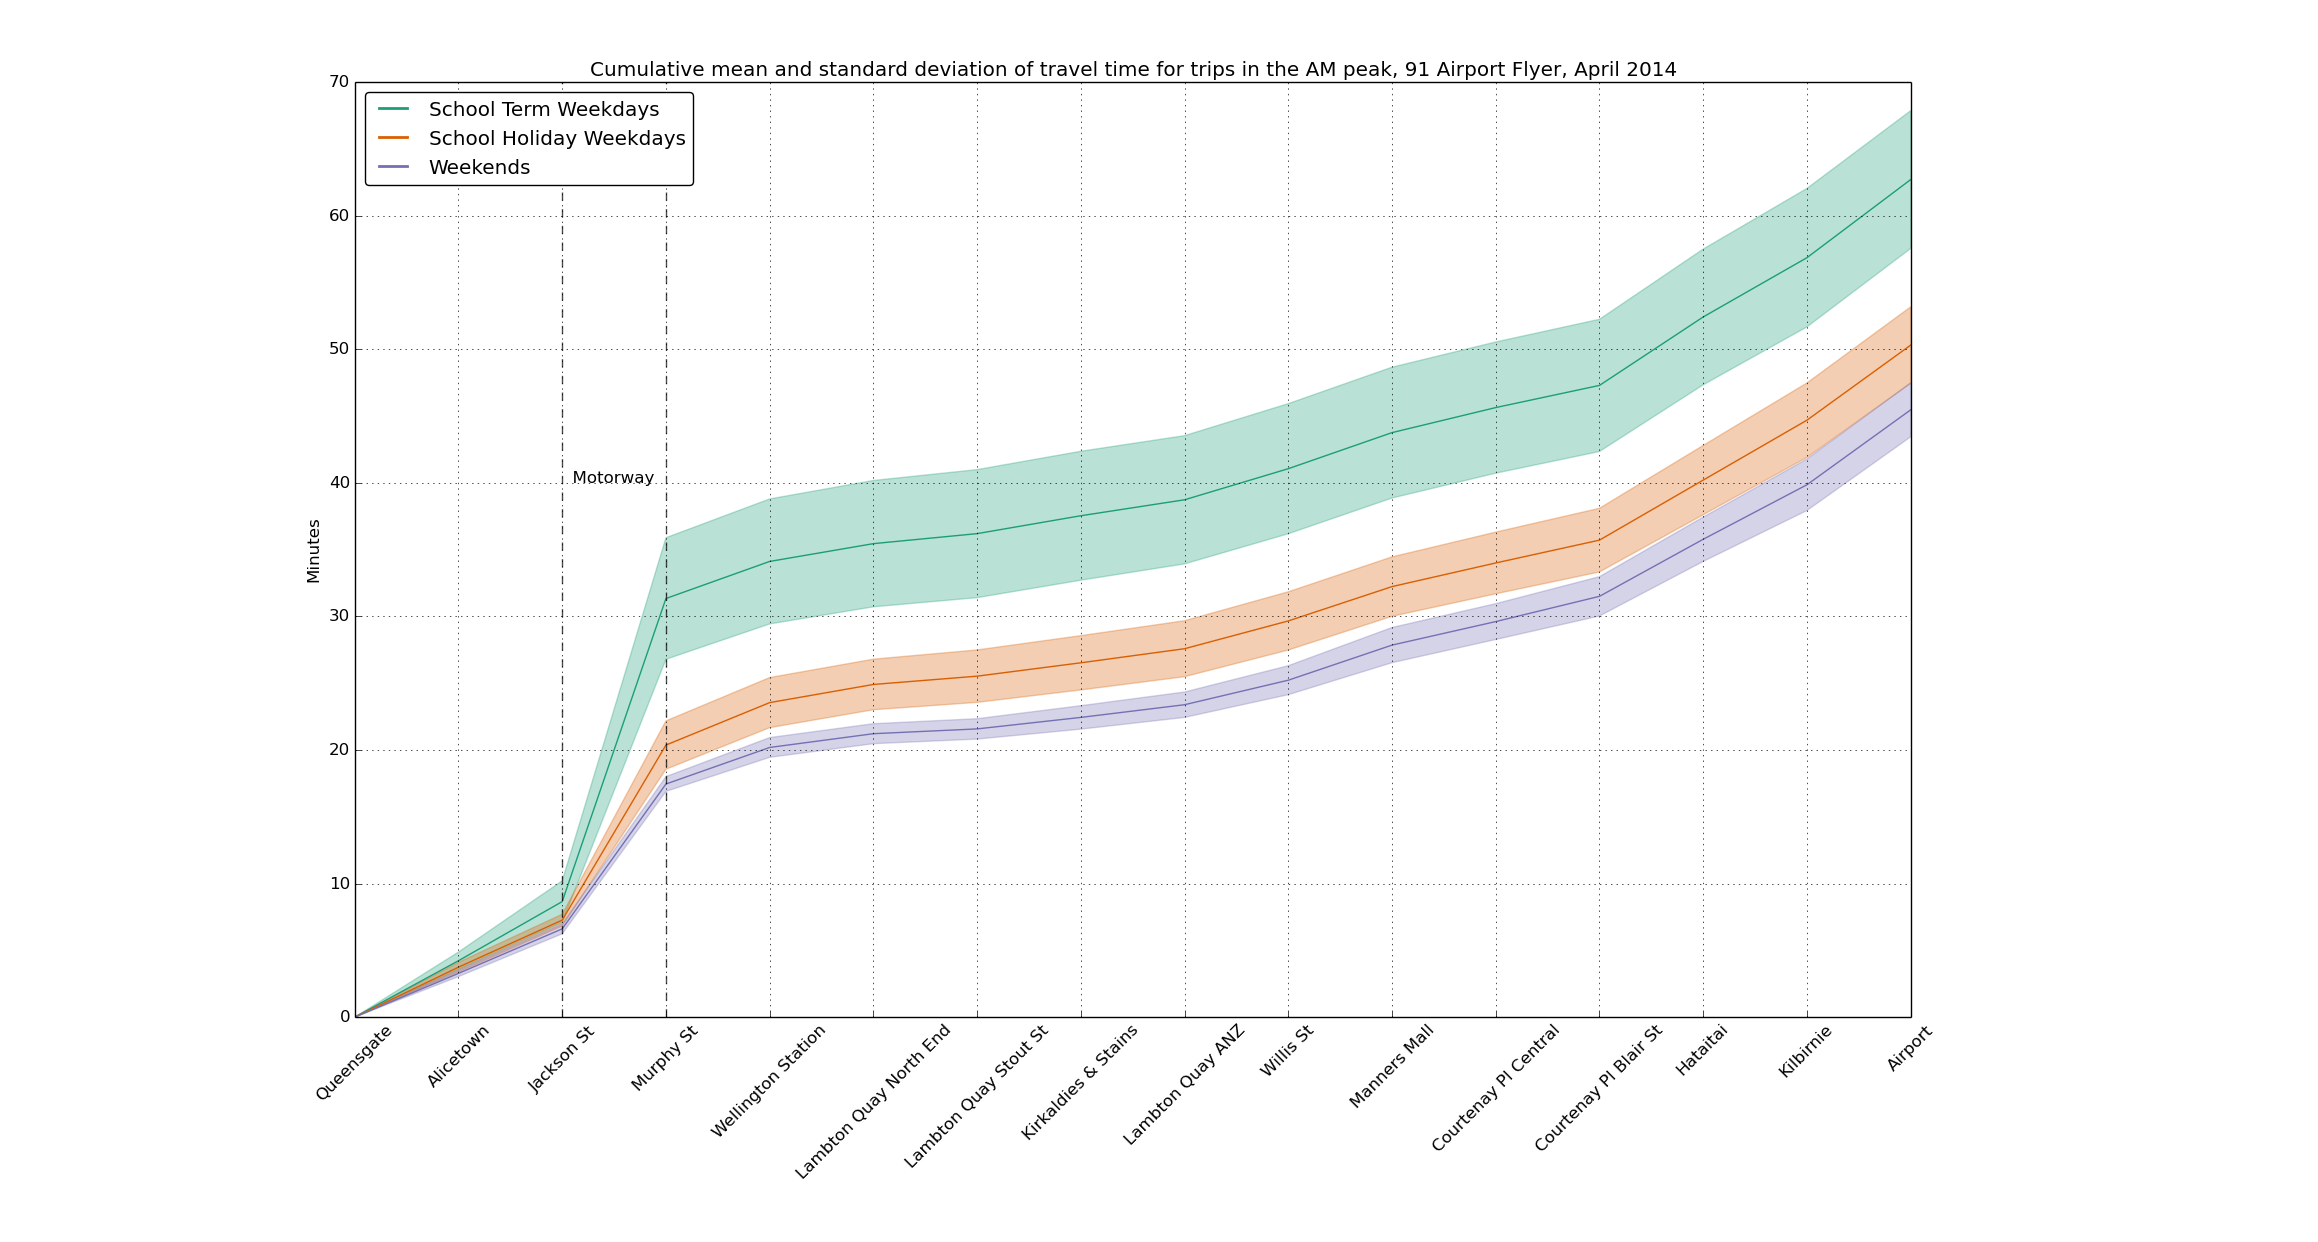 Cumulative mean and standard deviation of travel time for trips in the AM peak, 91 Airport Flyer, April 2014
School Term Weekdays
School Holiday Weekdays
Weekends
Motorway
Minutes
70
60
50
40
30
20
10
0
Queensgate
Alicetown
Jackson St
Murphy St
Wellington Station
Lambton Quay North End
Lambton Quay Stout St
Kirkaldies & Stains
Lambton Quay ANZ
Willis St
Manners Mall
Courtenay Pl Central
Courtenay Pl Blair St
Hataitai
Kilbirnie
Airport